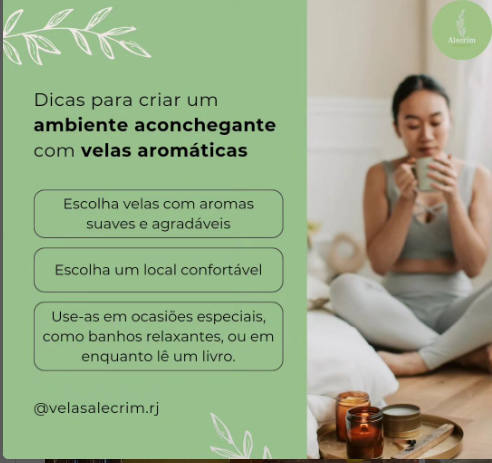 Alecrim
Dicas para criar um
ambiente aconchegante
com velas aromáticas
Escolha velas com aromas
suaves e agradáveis
Escolha um local confortável
Use-as em ocasiões especiais,
como banhos relaxantes, ou em
enquanto lê um livro.
@velasalecrim.rj